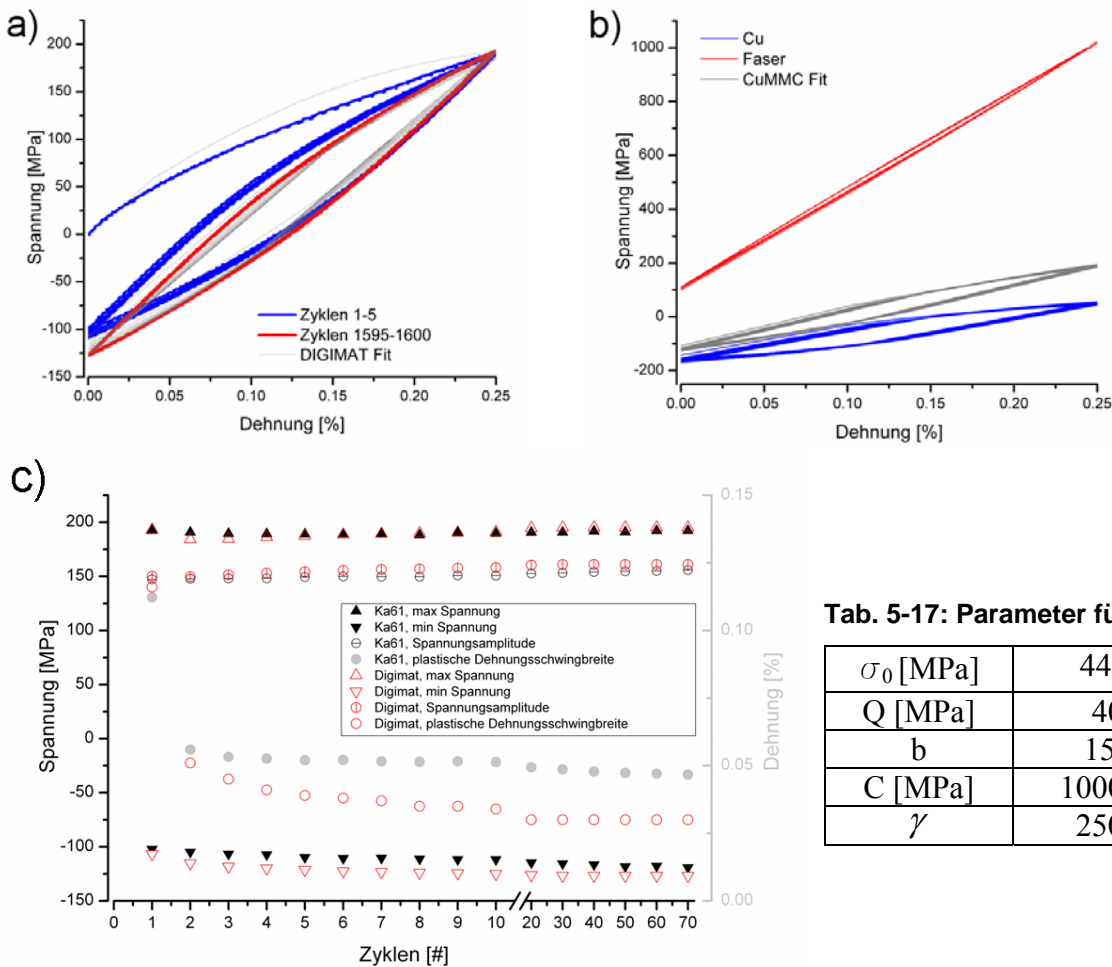 a)
200
150
100
50
0
-50
-100
-150
Spannung [MPa]
0.00 0.05 0.10 0.15 0.20 0.25
Dehnung [%]
Zyklen 1-5
Zyklen 1595-1600
DIGIMAT Fit
b)
1000
800
600
400
200
0
-200
Spannung [MPa]
0.00 0.05 0.10 0.15 0.20 0.25
Dehnung [%]
Cu
Faser
CuMMC Fit
c)
200
150
100
50
0
-50
-100
-150
Spannung [MPa]
0.15
0.10
0.05
0.00
Dehnung [%]
Ka61, max Spannung
Ka61, min Spannung
Ka61, Spannungsamplitude
Ka61, plastische Dehnungsschwingbreite
Digimat, max Spannung
Digimat, min Spannung
Digimat, Spannungsamplitude
Digimat, plastische Dehnungsschwingbreite
0 1 2 3 4 5 6 7 8 9 10 20 30 40 50 60 70
Zyklen [#]
Tab. 5-17: Parameter
σ0 [MPa] 44
Q [MPa]
b 15
C [MPa] 1000
γ